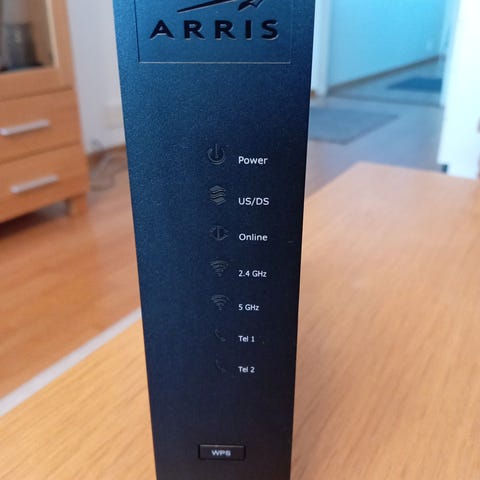 ARRIS
Power
US/DS
Online
2.4 GHz
5 GHz
Tel 1
Tel 2
WPS